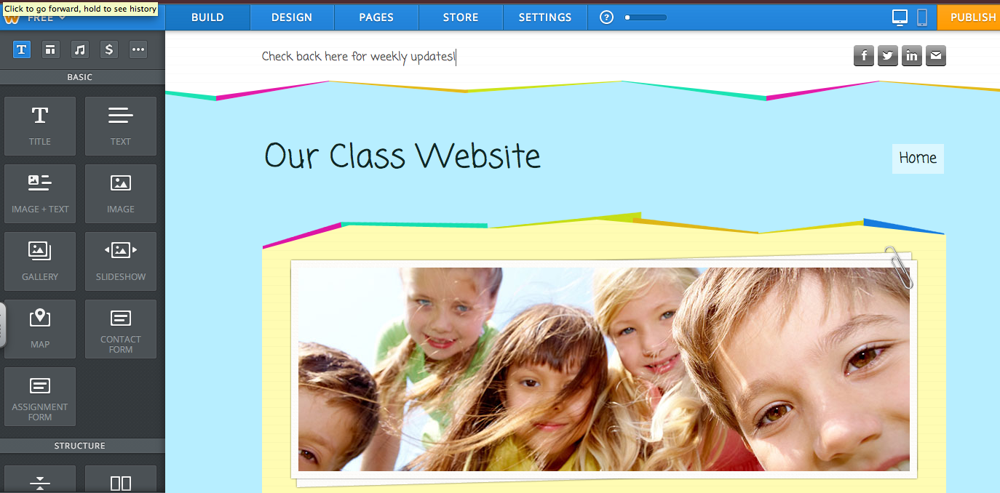 Click to go forward, hold to see history
FREE
BUILD
DESIGN
PAGES
STORE
SETTINGS
?
PUBLISH
T
$
BASIC
TITLE
TEXT
IMAGE + TEXT
IMAGE
GALLERY
SLIDESHOW
MAP
CONTACT
FORM
ASSIGNMENT
FORM
STRUCTURE
Check back here for weekly updates!
f
in
Our Class Website
Home